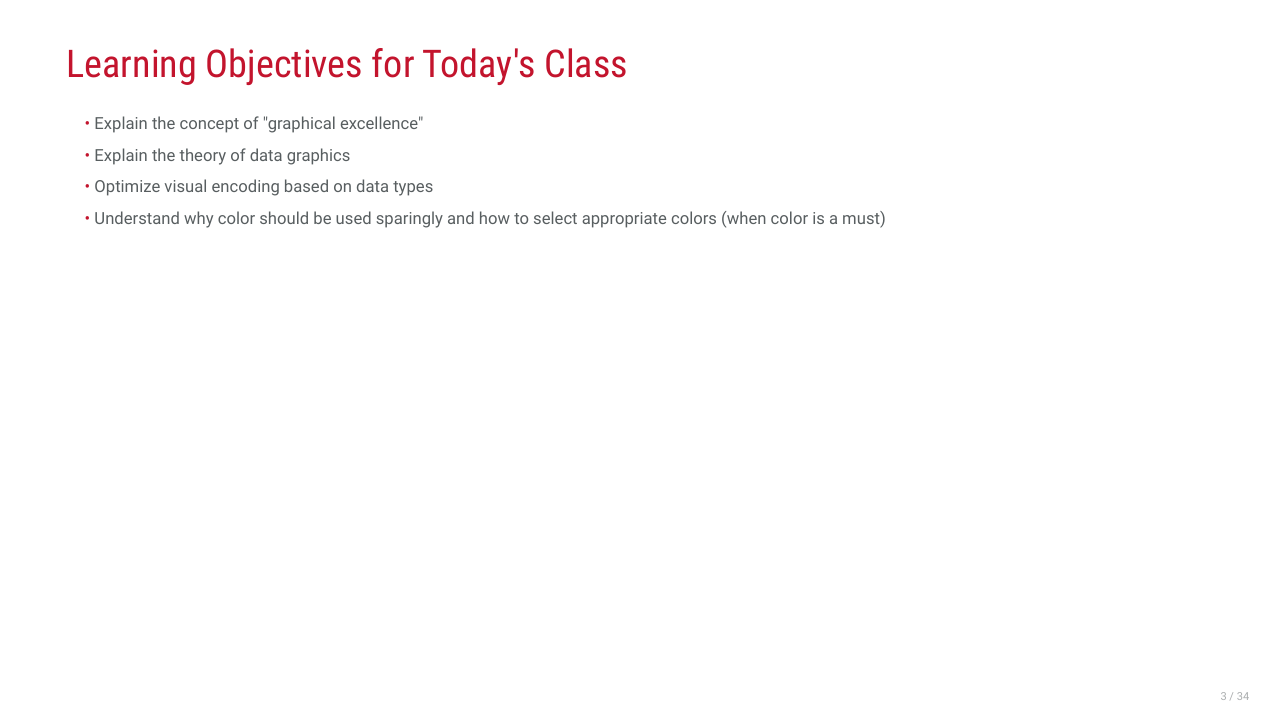 Learning Objectives for Today's Class
• Explain the concept of "graphical excellence"
• Explain the theory of data graphics
• Optimize visual encoding based on data types
• Understand why color should be used sparingly and how to select appropriate colors (when color is a must)
3 / 34